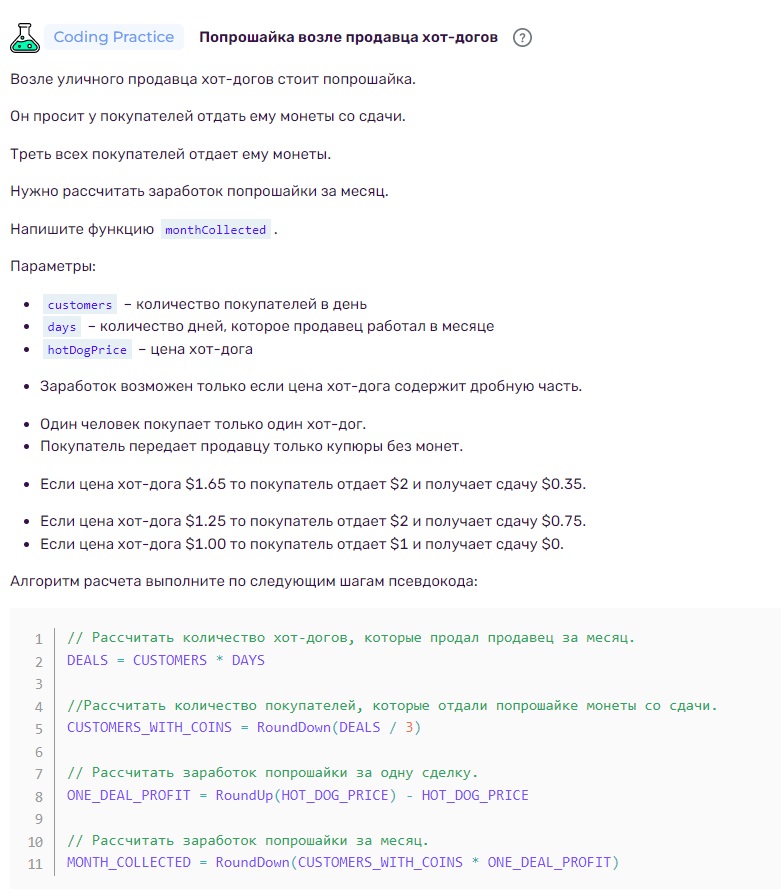 Coding Practice Попрошайка возле продавца хот-догов ?
Возле уличного продавца хот-догов стоит попрошайка.
Он просит у покупателей отдать ему монеты со сдачи.
Треть всех покупателей отдает ему монеты.
Нужно рассчитать заработок попрошайки за месяц.
Напишите функцию monthCollected .
Параметры:
• customers – количество покупателей в день
• days – количество дней, которое продавец работал в месяце
• hotDogPrice – цена хот-дога
• Заработок возможен только если цена хот-дога содержит дробную часть.
• Один человек покупает только один хот-дог.
• Покупатель передает продавцу только купюры без монет.
• Если цена хот-дога $1.65 то покупатель отдает $2 и получает сдачу $0.35.
• Если цена хот-дога $1.25 то покупатель отдает $2 и получает сдачу $0.75.
• Если цена хот-дога $1.00 то покупатель отдает $1 и получает сдачу $0.
Алгоритм расчета выполните по следующим шагам псевдокода:
1 // Рассчитать количество хот-догов, которые продал продавец за месяц.
2 DEALS = CUSTOMERS * DAYS
3
4 //Рассчитать количество покупателей, которые отдали попрошайке монеты со сдачи.
5 CUSTOMERS_WITH_COINS = RoundDown(DEALS / 3)
6
7 // Рассчитать заработок попрошайки за одну сделку.
8 ONE_DEAL_PROFIT = RoundUp(HOT_DOG_PRICE) - HOT_DOG_PRICE
9
10 // Рассчитать заработок попрошайки за месяц.
11 MONTH_COLLECTED = RoundDown(CUSTOMERS_WITH_COINS * ONE_DEAL_PROFIT)